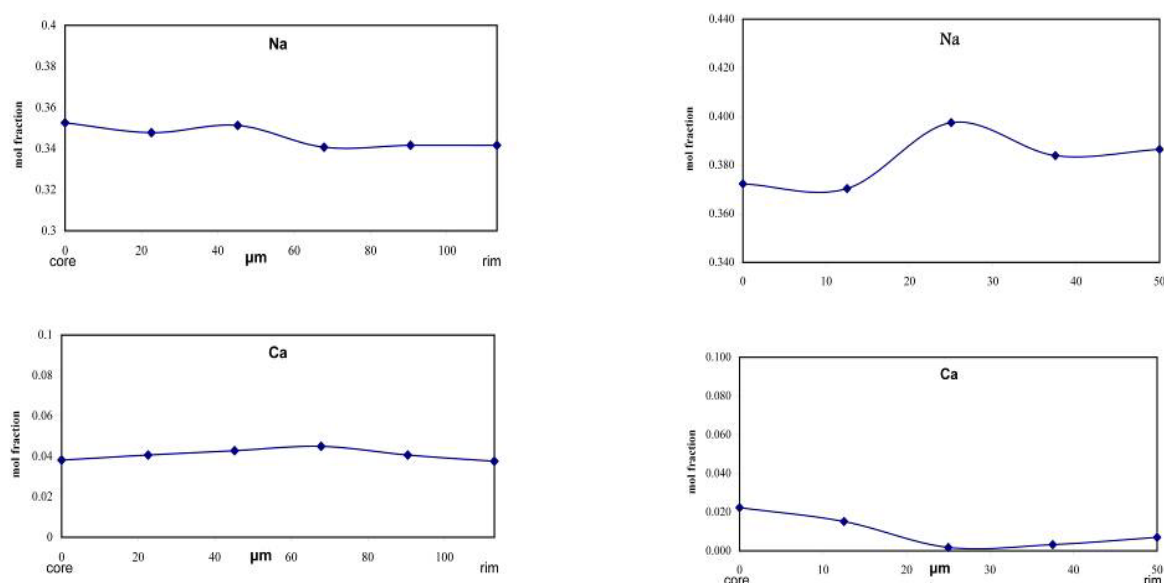 Na
0.4
0.38
0.36
0.34
0.32
0.3
mol fraction
0 20 40 60 80 100
core µm rim
Na
0.440
0.420
0.400
0.380
0.360
0.340
mol fraction
0 10 20 30 40 50
Ca
0.1
0.08
0.06
0.04
0.02
0
mol fraction
0 20 40 60 80 100
core µm rim
Ca
0.100
0.080
0.060
0.040
0.020
0.000
mol fraction
0 10 20 µm 30 40 50
core rim